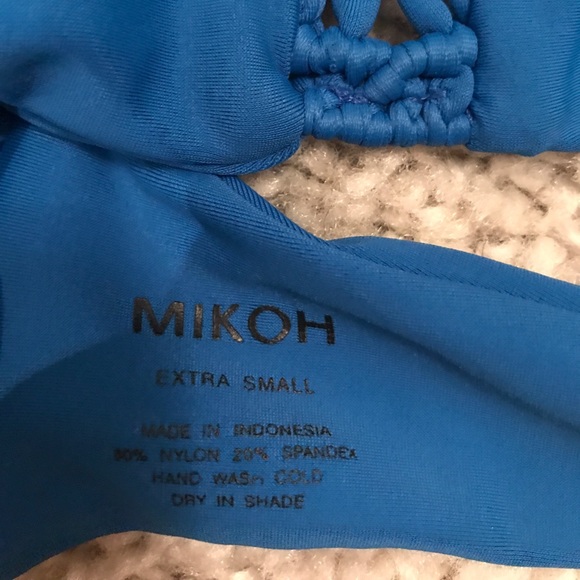 MIKOH
EXTRA SMALL
MADE IN INDONESIA
80% NYLON 20% SPANDEX
HAND WASH COLD
DRY IN SHADE